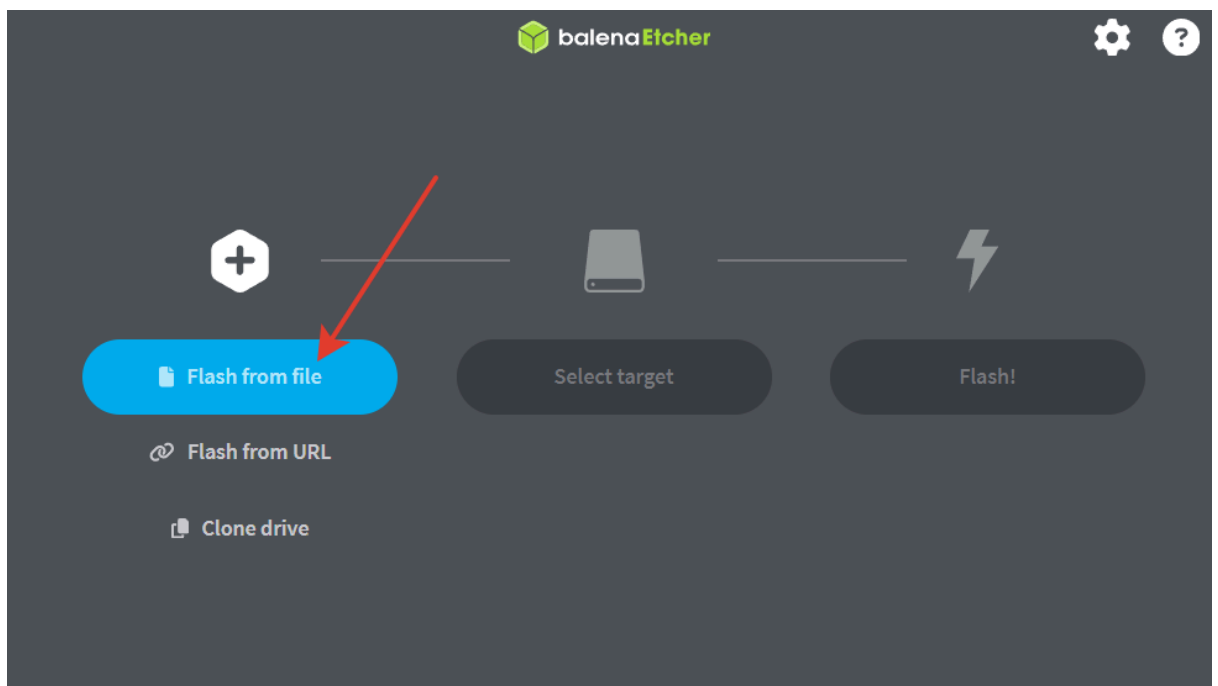 balenaEtcher
?
Flash from file
Select target
Flash!
Flash from URL
Clone drive